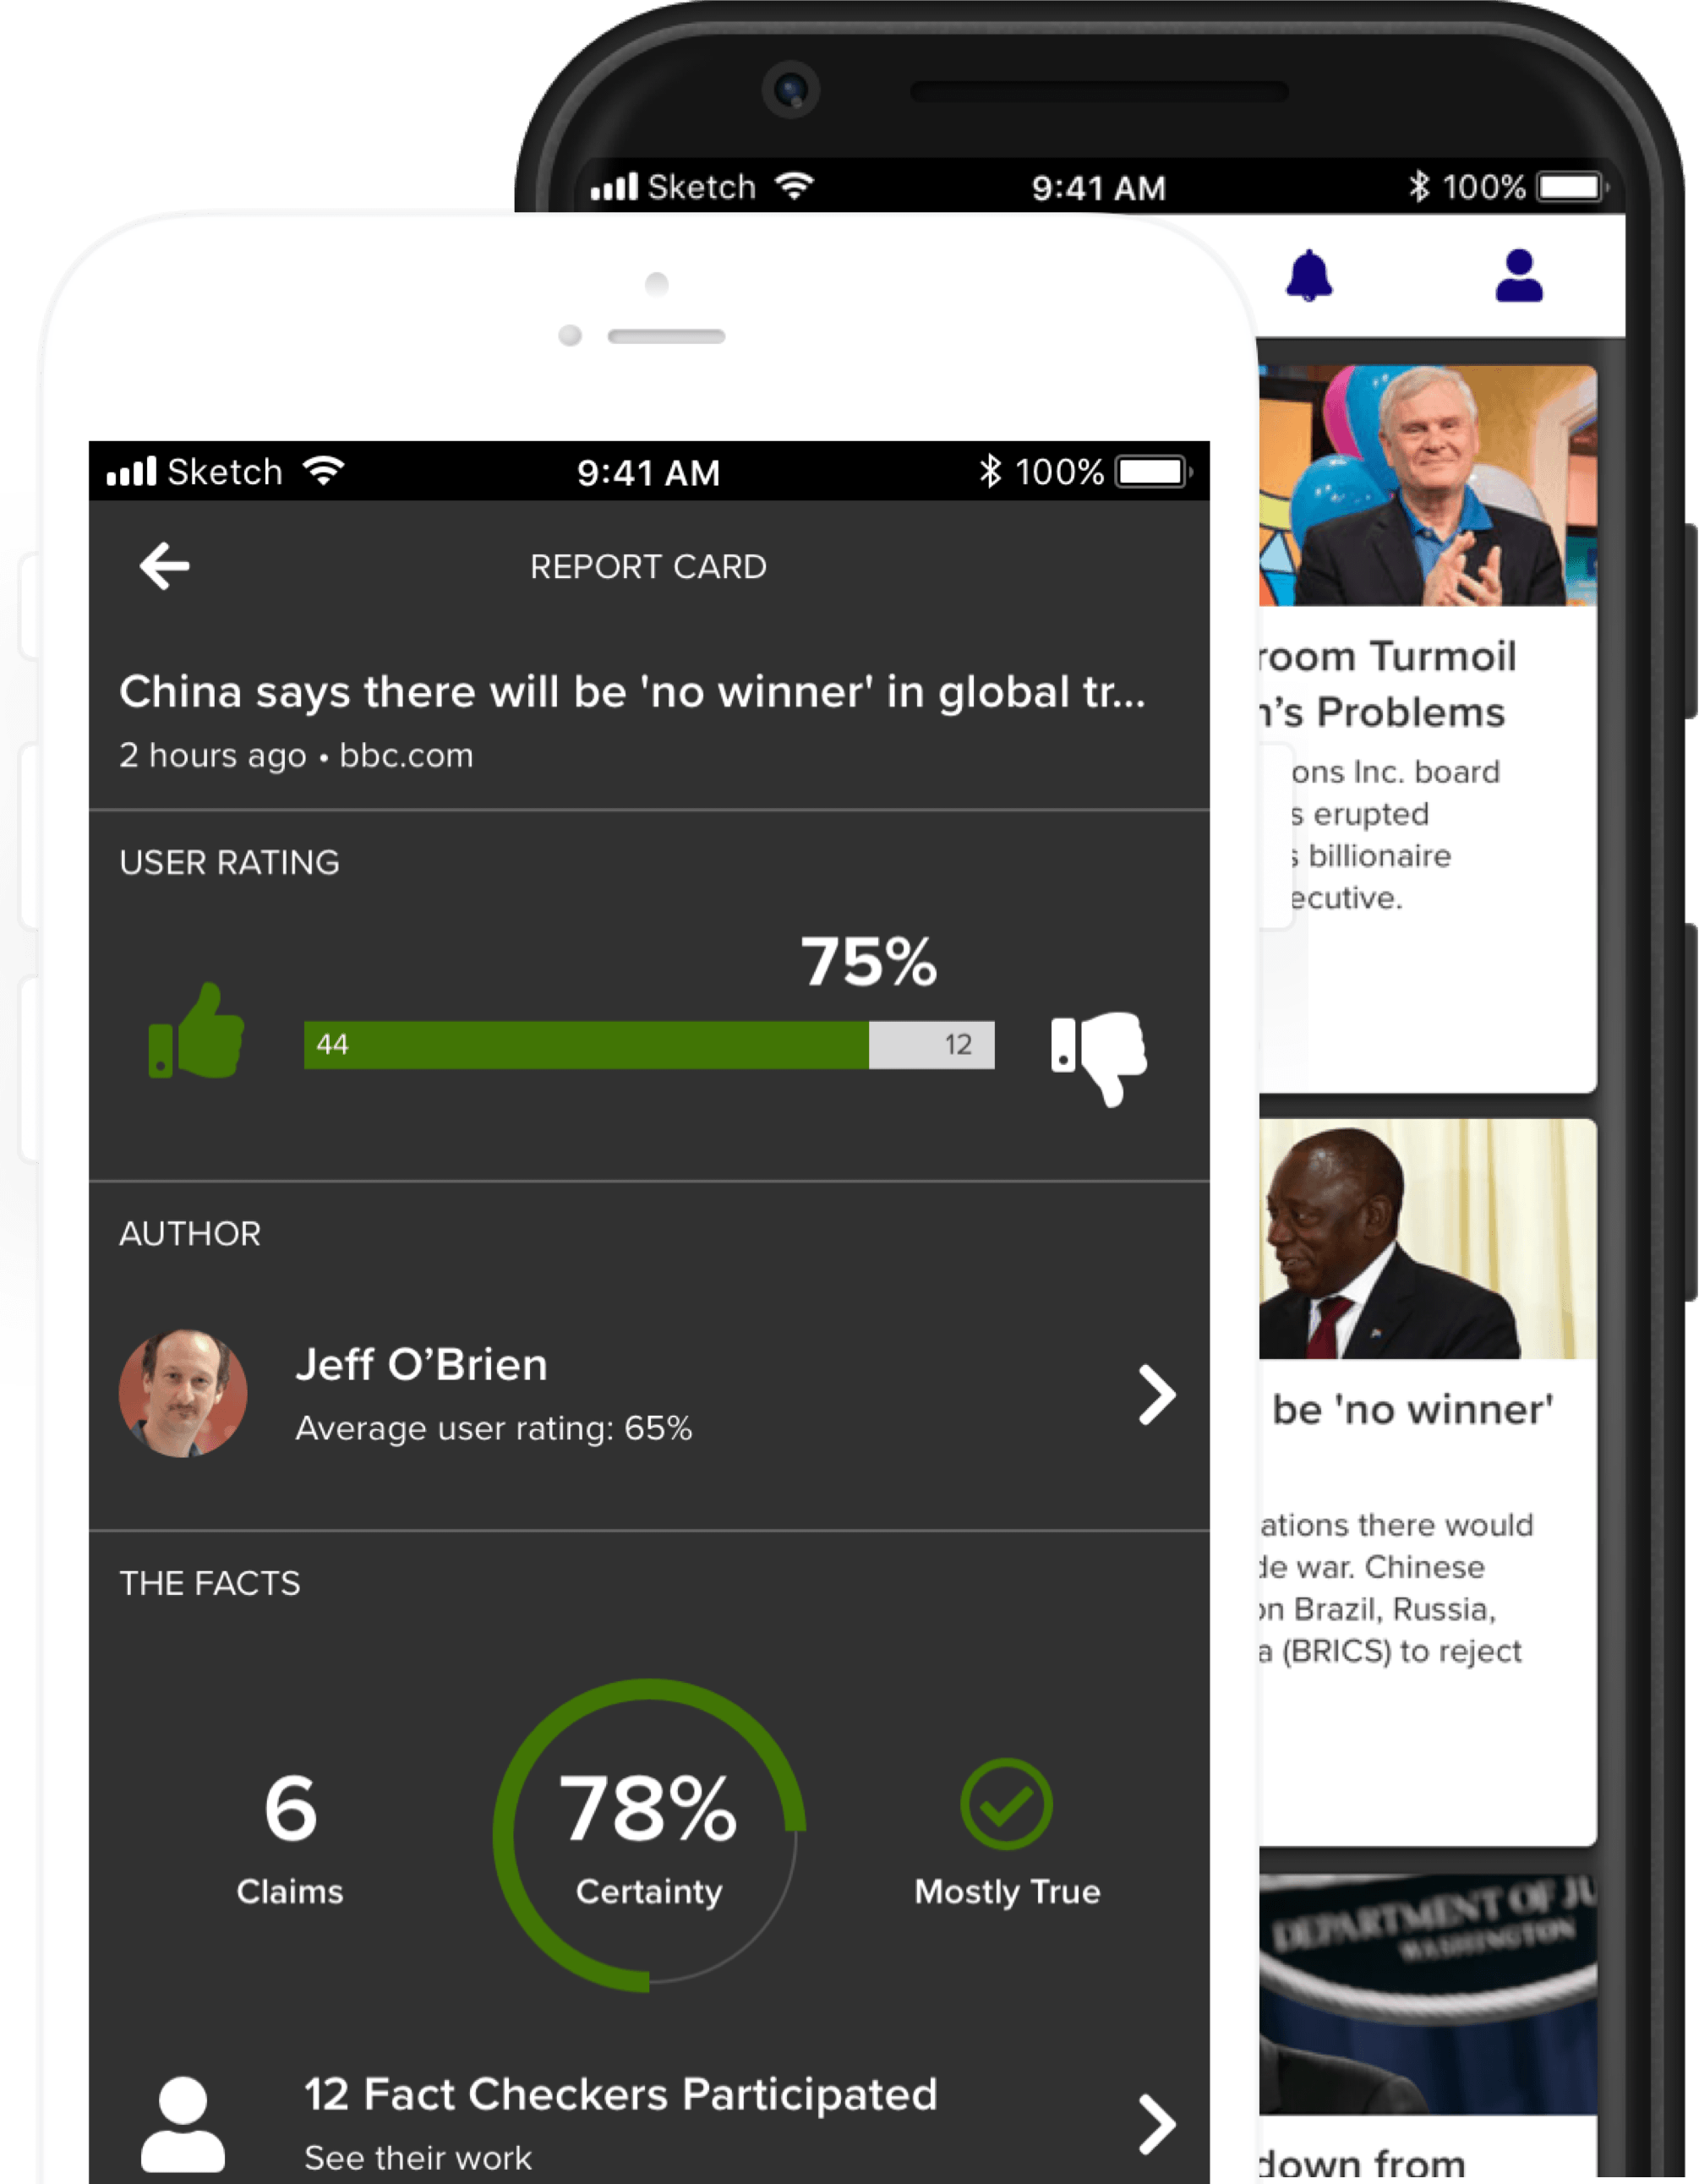 Sketch 9:41 AM 100%
Sketch 9:41 AM 100%
REPORT CARD
China says there will be 'no winner' in global tr...
2 hours ago • bbc.com
USER RATING
75%
44 12
AUTHOR
Jeff O’Brien
Average user rating: 65%
THE FACTS
6
Claims
78%
Certainty
Mostly True
12 Fact Checkers Participated
See their work
room Turmoil
n’s Problems
ons Inc. board
s erupted
s billionaire
ecutive.
be 'no winner'
ations there would
de war. Chinese
on Brazil, Russia,
a (BRICS) to reject
DEPARTMENT OF JU
WASHINGTON
down from